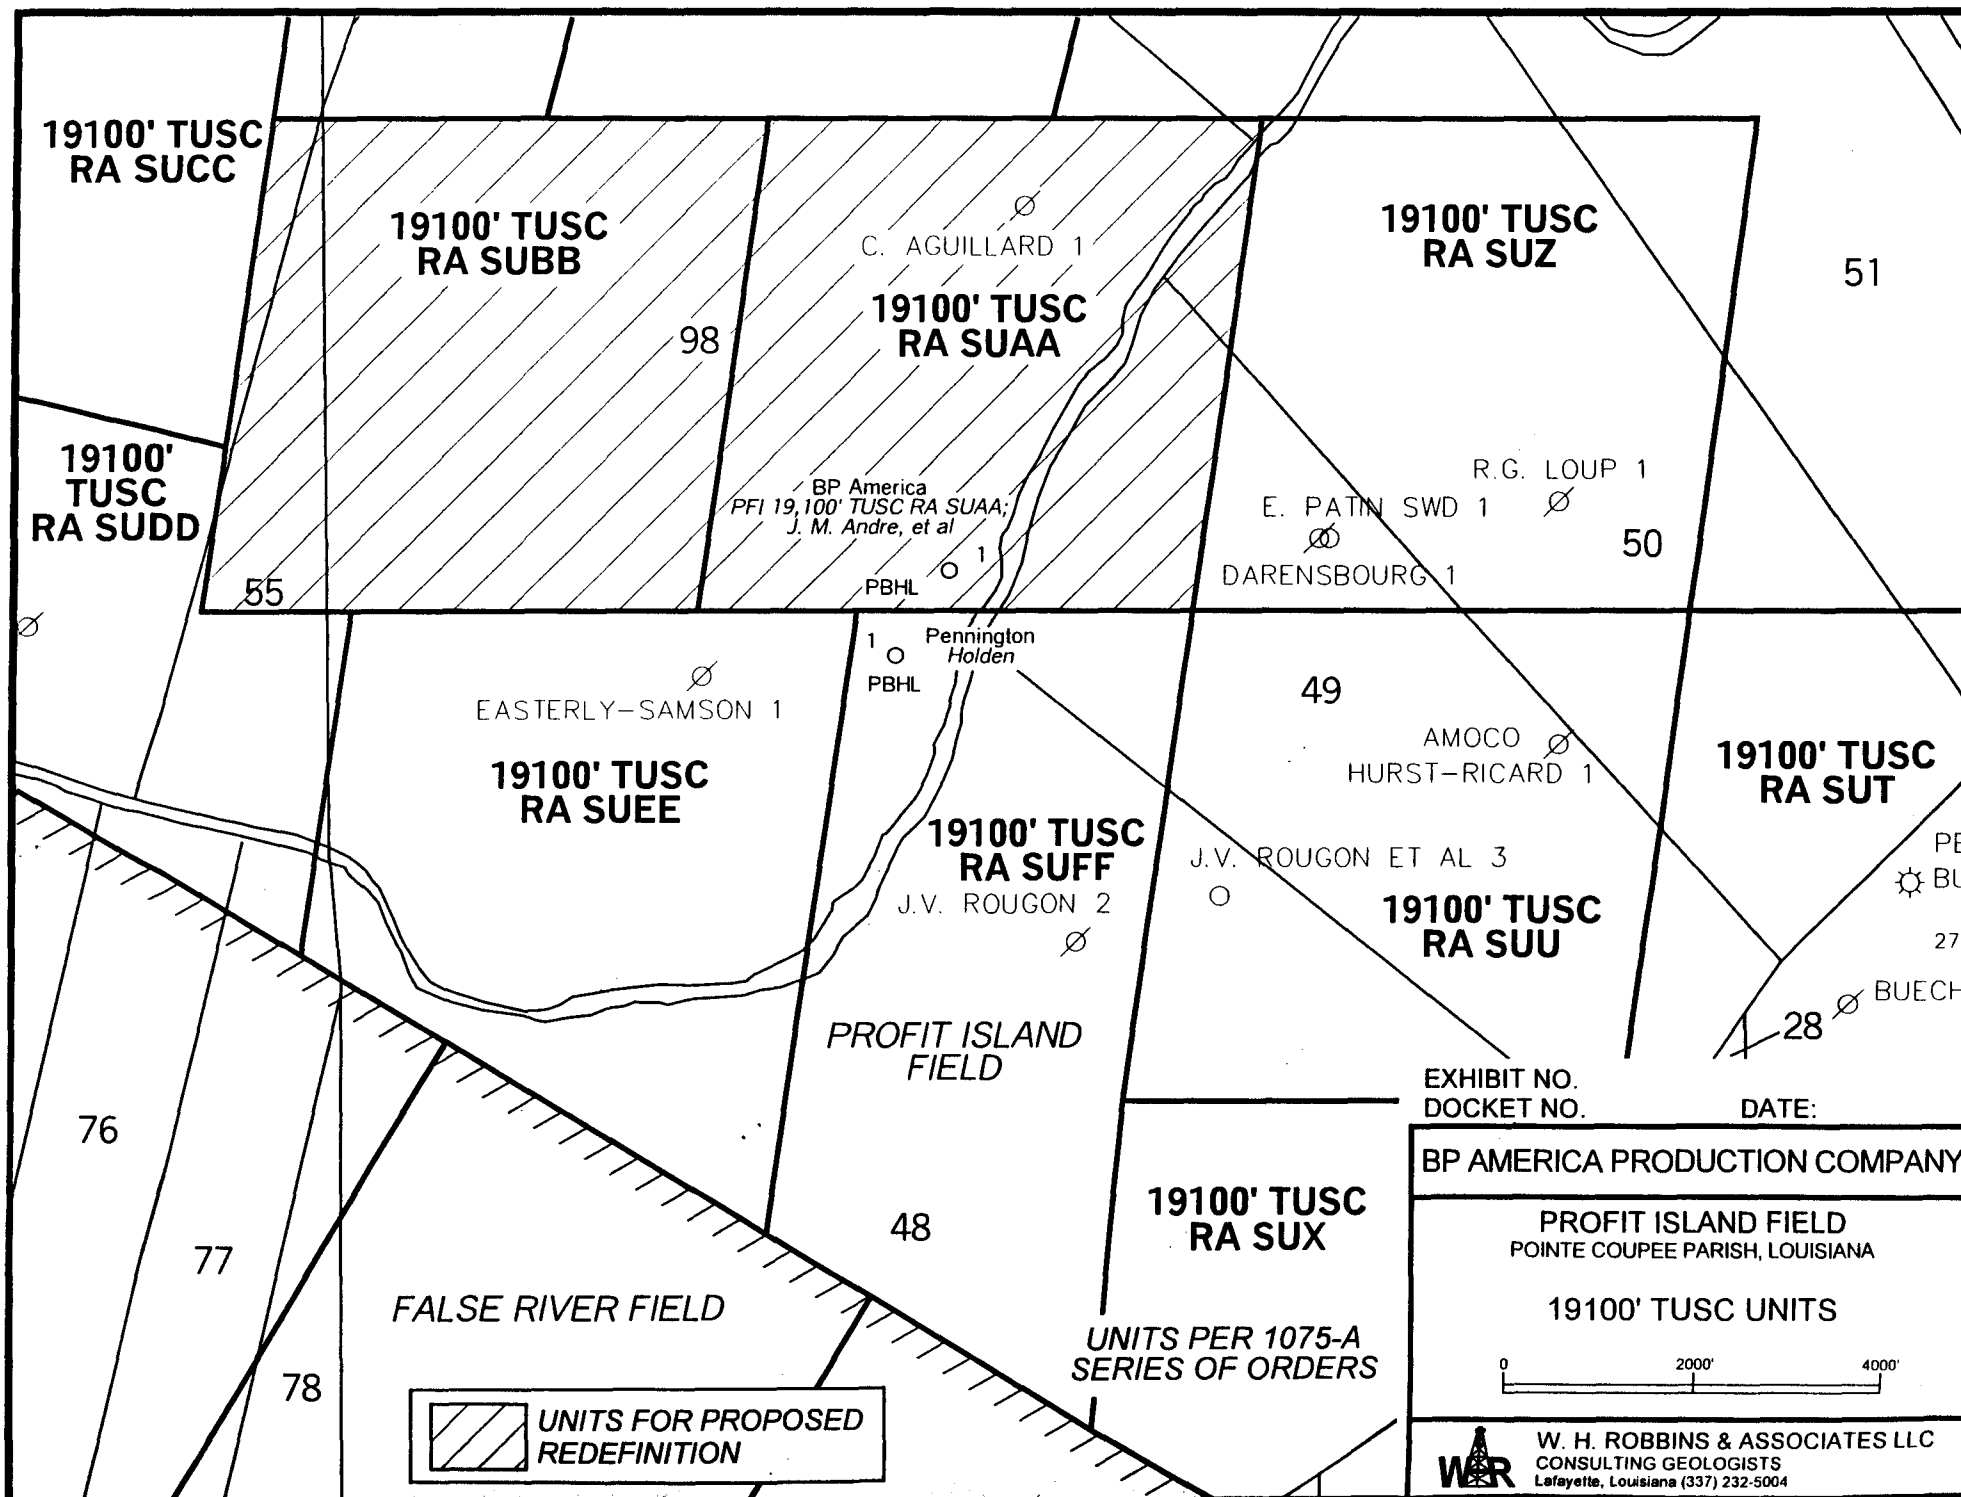 19100' TUSC
RA SUCC
19100' TUSC
RA SUBB
C. AGUILLARD 1
19100' TUSC
RA SUAA
98
19100' TUSC
RA SUZ
51
19100'
TUSC
RA SUDD
BP America
PFI 19,100' TUSC RA SUAA;
J. M. Andre, et al
1
PBHL
R.G. LOUP 1
E. PATIN SWD 1
DARENSBOURG 1
50
55
1
PBHL
Pennington
Holden
EASTERLY-SAMSON 1
19100' TUSC
RA SUEE
49
AMOCO
HURST-RICARD 1
19100' TUSC
RA SUT
19100' TUSC
RA SUFF
J.V. ROUGON 2
J.V. ROUGON ET AL 3
19100' TUSC
RA SUU
PE
BU
27
BUECH
28
PROFIT ISLAND
FIELD
76
77
78
48
19100' TUSC
RA SUX
FALSE RIVER FIELD
UNITS PER 1075-A
SERIES OF ORDERS
UNITS FOR PROPOSED
REDEFINITION
EXHIBIT NO.
DOCKET NO. DATE:
BP AMERICA PRODUCTION COMPANY
PROFIT ISLAND FIELD
POINTE COUPEE PARISH, LOUISIANA
19100' TUSC UNITS
0 2000' 4000'
WR
W. H. ROBBINS & ASSOCIATES LLC
CONSULTING GEOLOGISTS
Lafayette, Louisiana (337) 232-5004